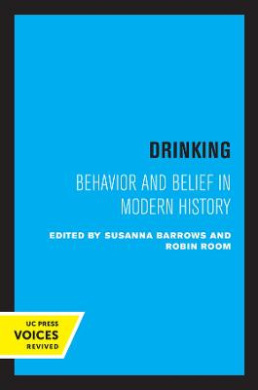 DRINKING
BEHAVIOR AND BELIEF IN
MODERN HISTORY
EDITED BY SUSANNA BARROWS AND
ROBIN ROOM
UC PRESS
VOICES
REVIVED